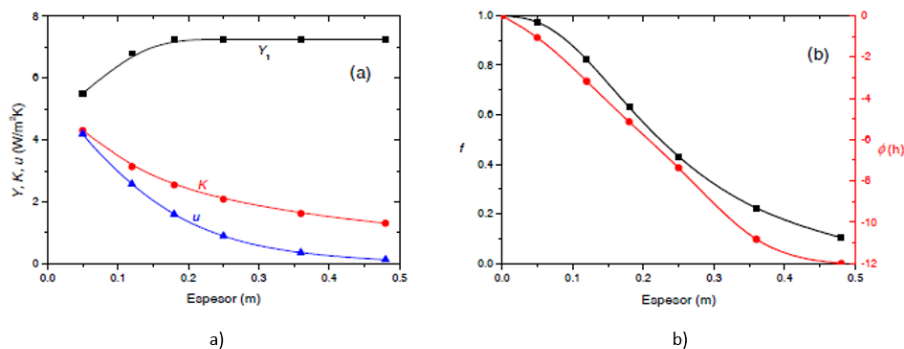 8
6
4
2
0
Y, K, u (W/m²K)
Y₁
(a)
K
u
0.0 0.1 0.2 0.3 0.4 0.5
Espesor (m)
a)
1.0
0.8
0.6
0.4
0.2
0.0
f
(b)
0
-2
-4
-6
-8
-10
-12
ϕ (h)
0.0 0.1 0.2 0.3 0.4 0.5
Espesor (m)
b)